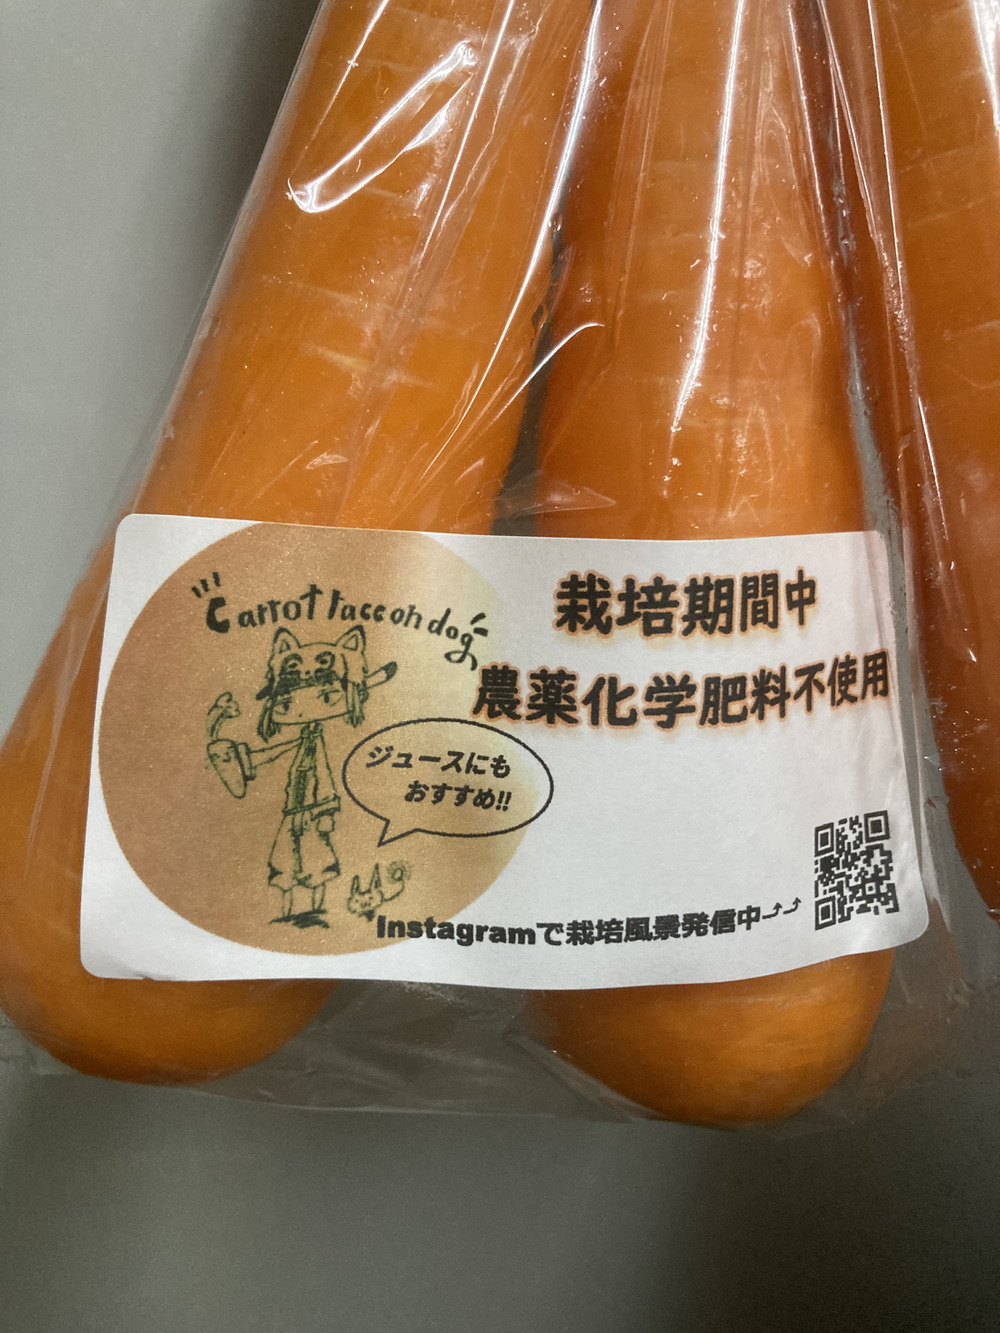 Carrot raccoon dog
栽培期間中
農薬化学肥料不使用
ジュースにも
おすすめ!!
Instagramで栽培風景発信中⤴⤴